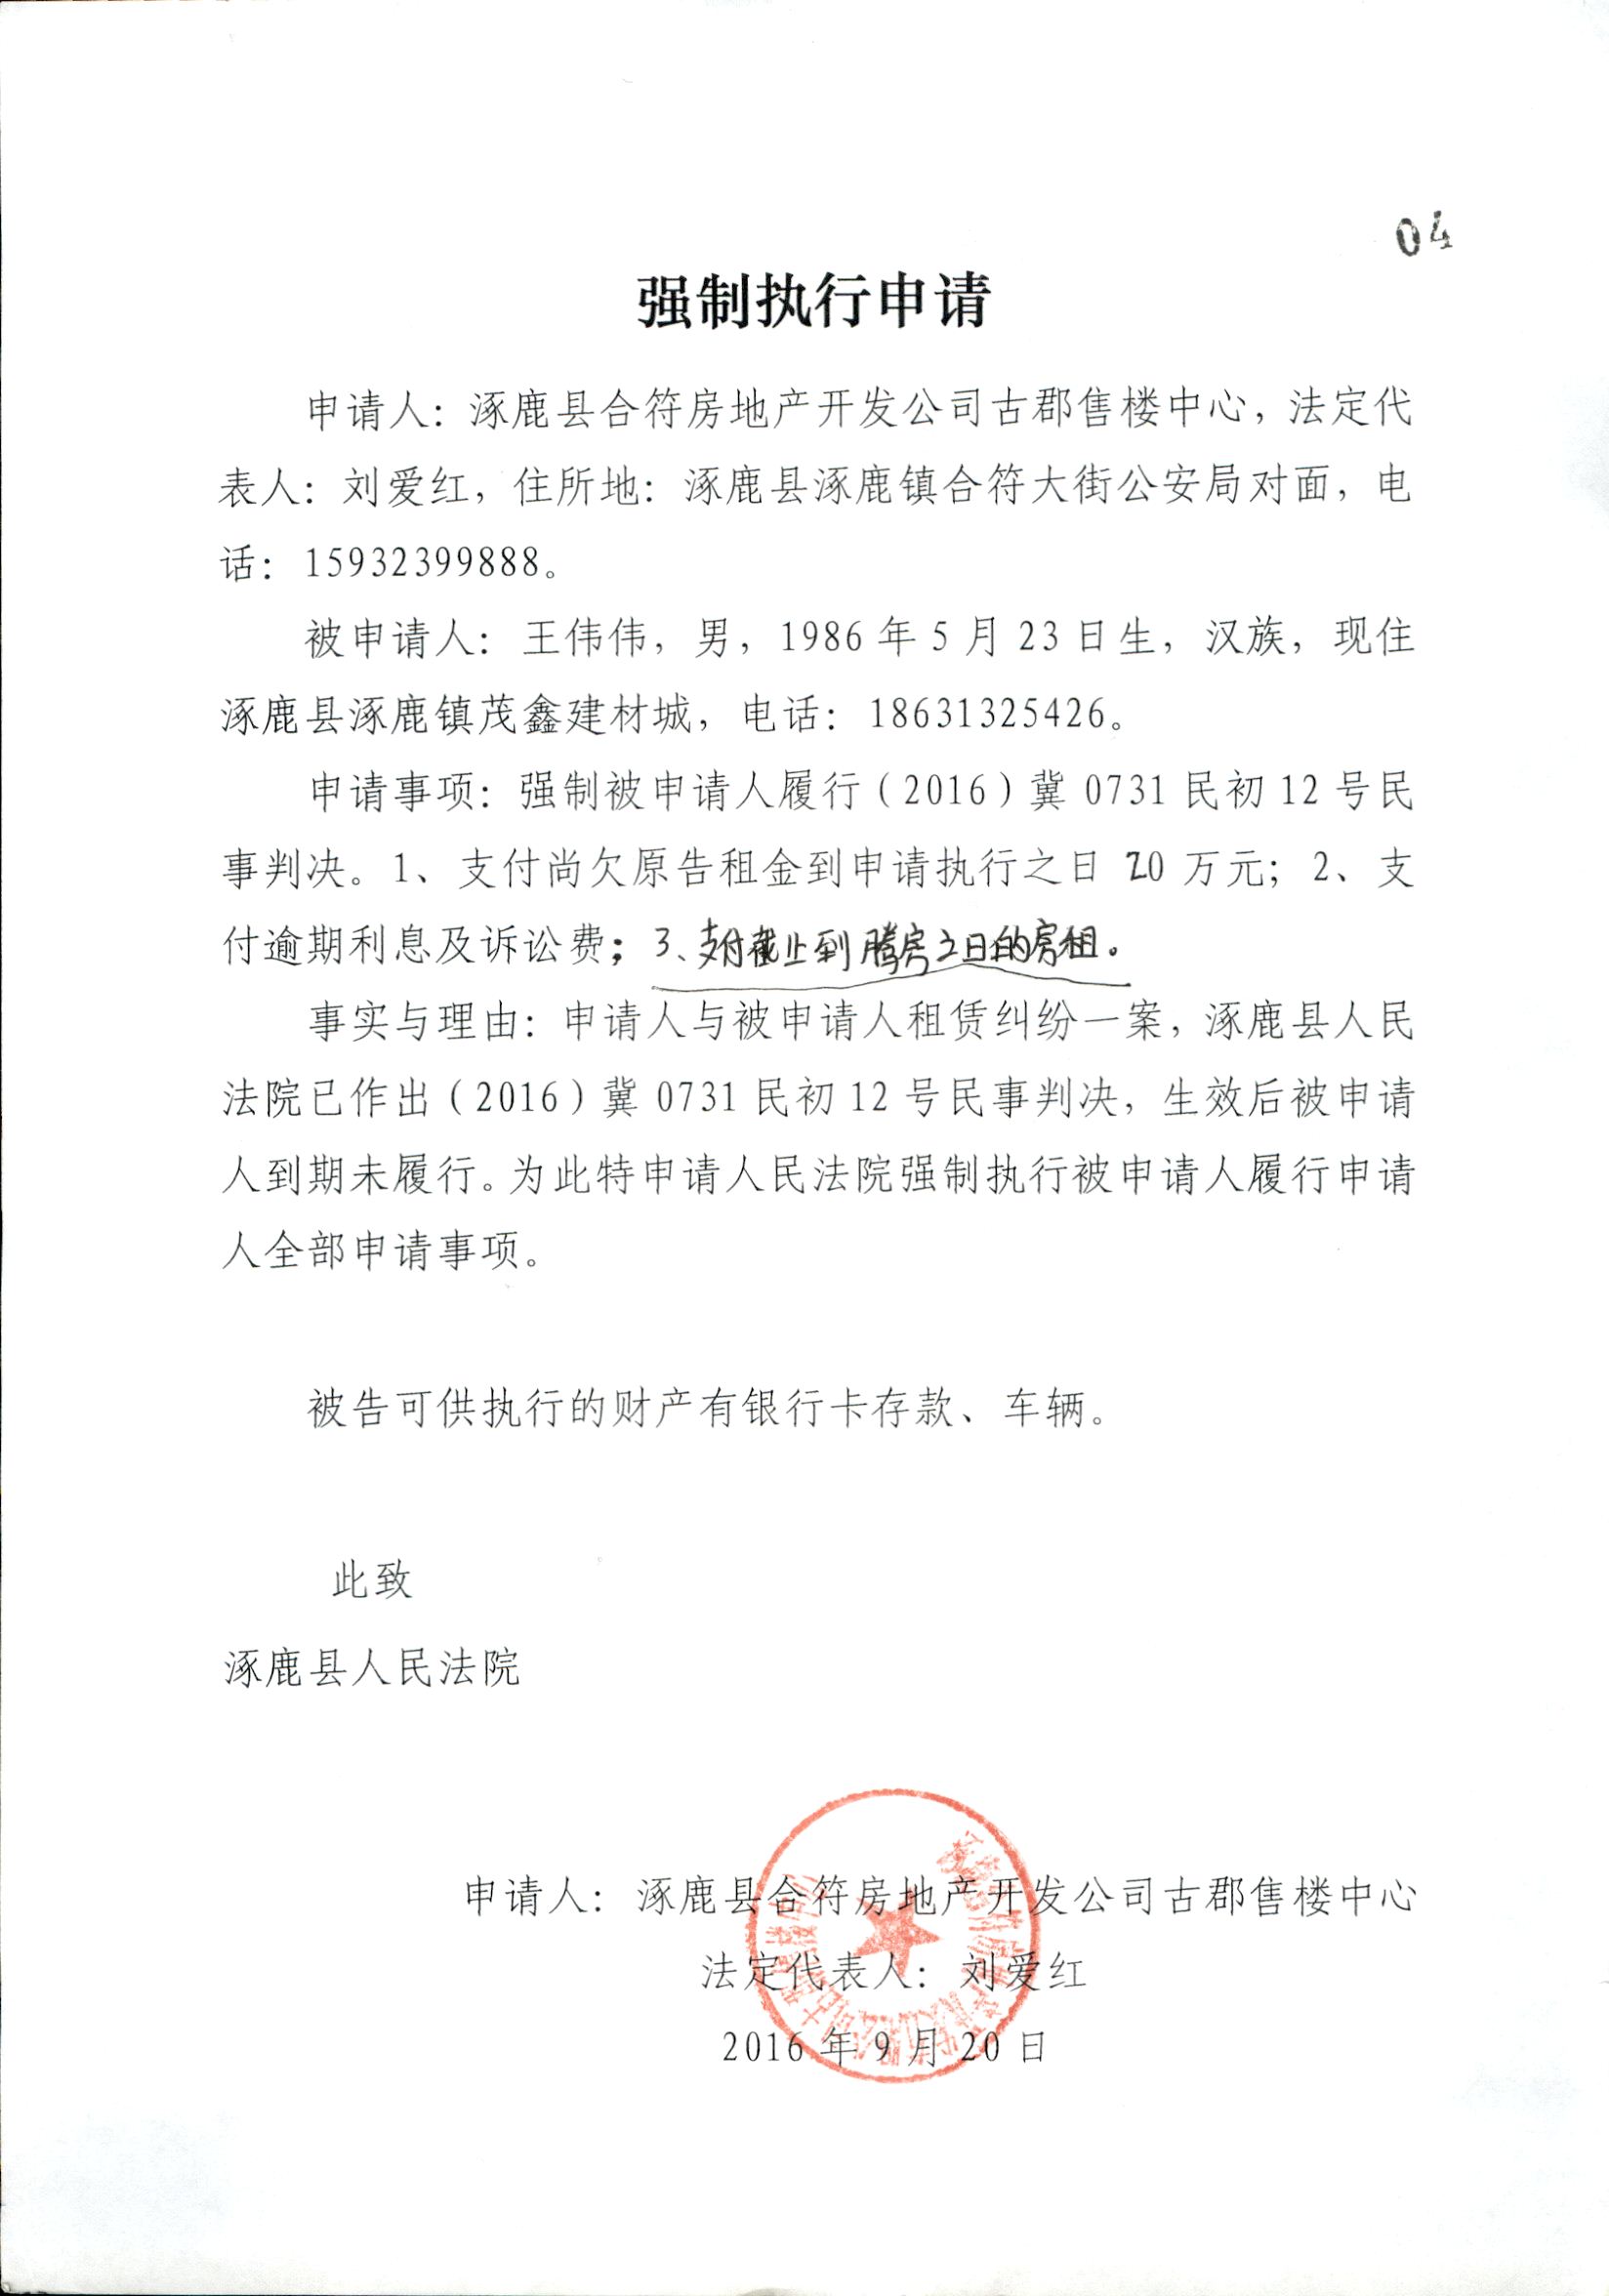 04
强制执行申请
申请人：涿鹿县合符房地产开发公司古郡售楼中心，法定代
表人：刘爱红，住所地：涿鹿县涿鹿镇合符大街公安局对面，电
话：15932399888。
被申请人：王伟伟，男，1986年5月23日生，汉族，现住
涿鹿县涿鹿镇茂鑫建材城，电话：18631325426。
申请事项：强制被申请人履行（2016）冀0731民初12号民
事判决。1、支付尚欠原告租金到申请执行之日20万元；2、支
付逾期利息及诉讼费；3、支付截止到腾房之日的房租。
事实与理由：申请人与被申请人租赁纠纷一案，涿鹿县人民
法院已作出（2016）冀0731民初12号民事判决，生效后被申请
人到期未履行。为此特申请人民法院强制执行被申请人履行申请
人全部申请事项。
被告可供执行的财产有银行卡存款、车辆。
此致
涿鹿县人民法院
申请人：涿鹿县合符房地产开发公司古郡售楼中心
法定代表人：刘爱红
2016年9月20日